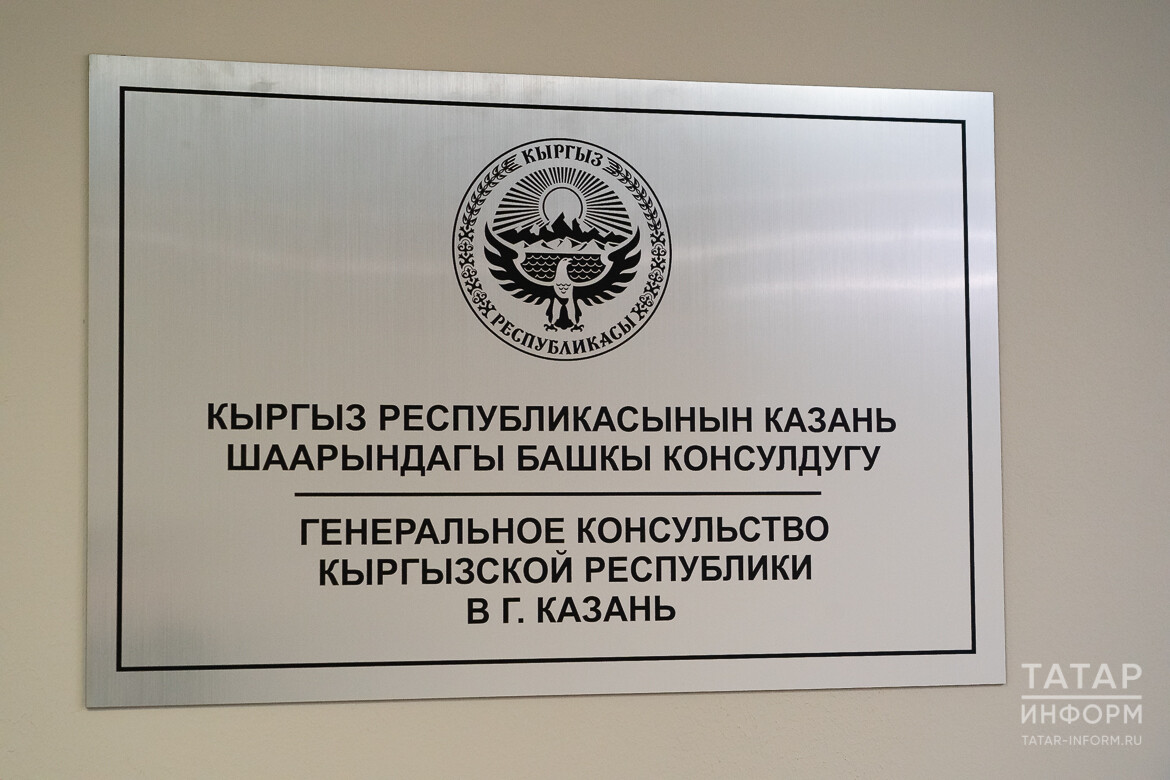 КЫРГЫЗ
РЕСПУБЛИКАСЫ
КЫРГЫЗ РЕСПУБЛИКАСЫНЫН КАЗАНЬ
ШААРЫНДАГЫ БАШКЫ КОНСУЛДУГУ
ГЕНЕРАЛЬНОЕ КОНСУЛЬСТВО
КЫРГЫЗСКОЙ РЕСПУБЛИКИ
В Г. КАЗАНЬ
ТАТАР
ИНФОРМ
TATAR-INFORM.RU